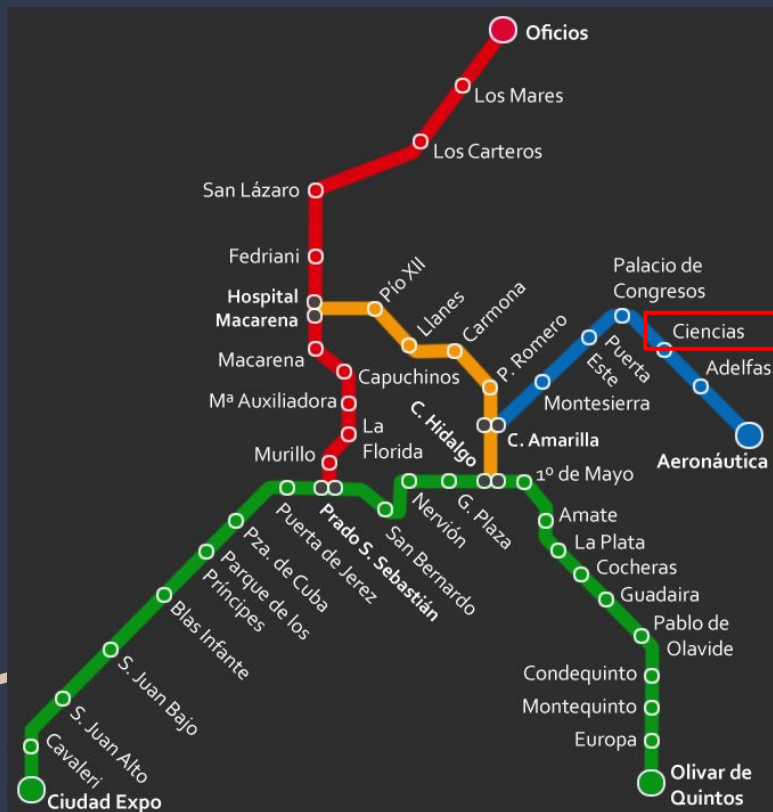 Oficios
Los Mares
Los Carteros
San Lázaro
Fedriani
Hospital
Macarena
Pío XII
Llanes
Carmona
P. Romero
Palacio de
Congresos
Ciencias
Puerta
Este
Adelfas
Montesierra
Aeronáutica
Macarena
Capuchinos
Mª Auxiliadora
La
Florida
Murillo
C. Hidalgo
C. Amarilla
1º de Mayo
G. Plaza
Nervión
San Bernardo
Prado S. Sebastián
Puerta de Jerez
Pza. de Cuba
Parque de los
Príncipes
Blas Infante
S. Juan Bajo
S. Juan Alto
Cavaleri
Ciudad Expo
Amate
La Plata
Cocheras
Guadaira
Pablo de
Olavide
Condequinto
Montequinto
Europa
Olivar de
Quintos